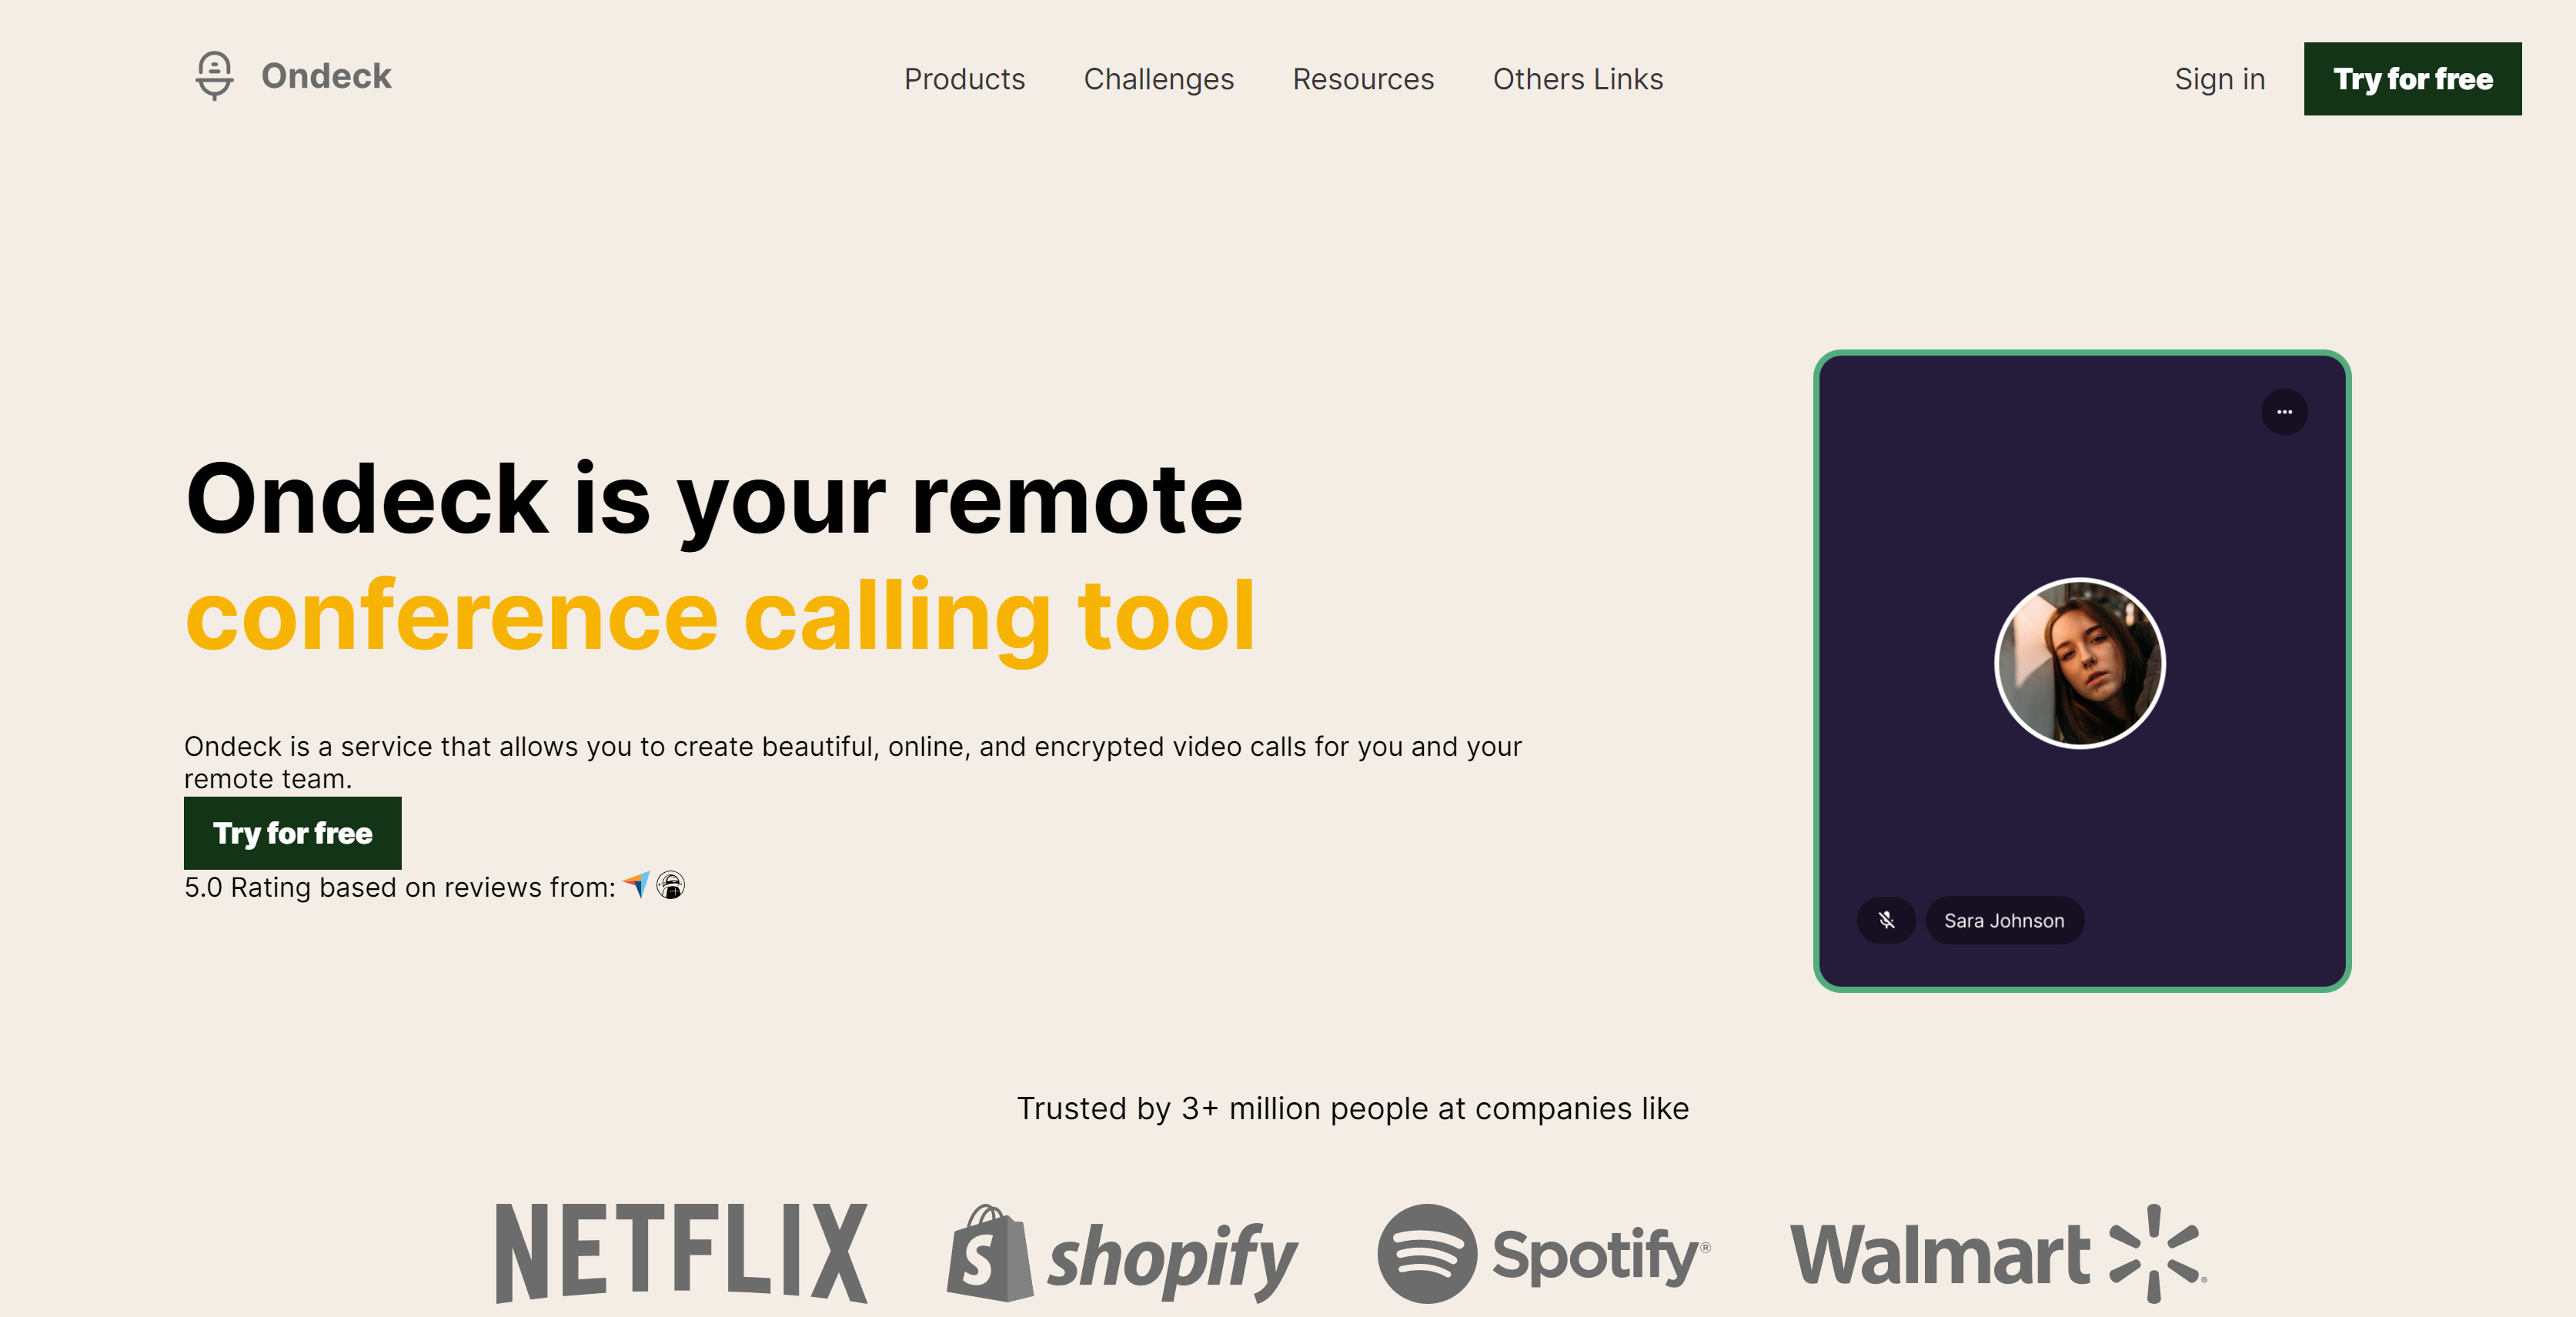 Ondeck
Products Challenges Resources Others Links
Sign in Try for free
Ondeck is your remote
conference calling tool
Ondeck is a service that allows you to create beautiful, online, and encrypted video calls for you and your
remote team.
Try for free
5.0 Rating based on reviews from:
Sara Johnson
Trusted by 3+ million people at companies like
NETFLIX shopify Spotify® Walmart